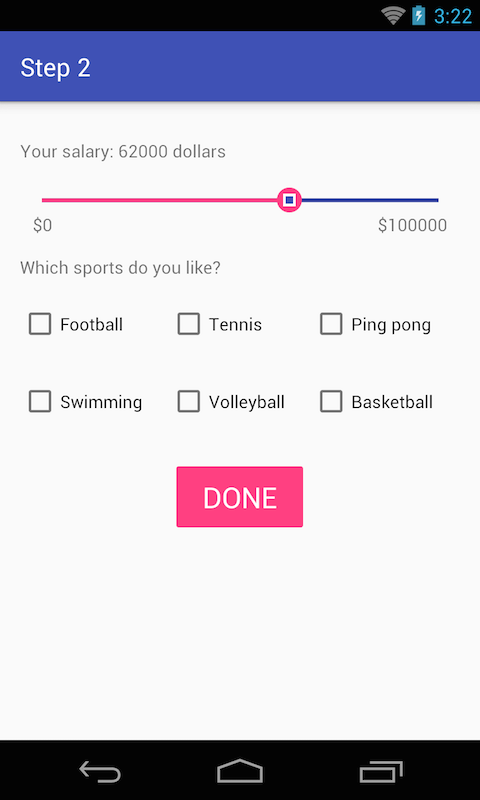 3:22
Step 2
Your salary: 62000 dollars
$0 $100000
Which sports do you like?
Football Tennis Ping pong
Swimming Volleyball Basketball
DONE